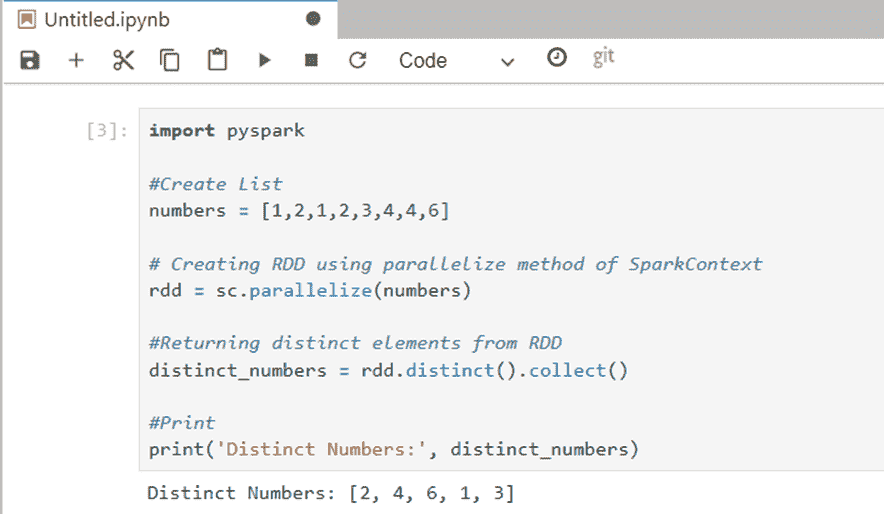 Untitled.ipynb
Code
git
[3]:
import pyspark
#Create List
numbers = [1,2,1,2,3,4,4,6]
# Creating RDD using parallelize method of SparkContext
rdd = sc.parallelize(numbers)
#Returning distinct elements from RDD
distinct_numbers = rdd.distinct().collect()
#Print
print('Distinct Numbers:', distinct_numbers)
Distinct Numbers: [2, 4, 6, 1, 3]